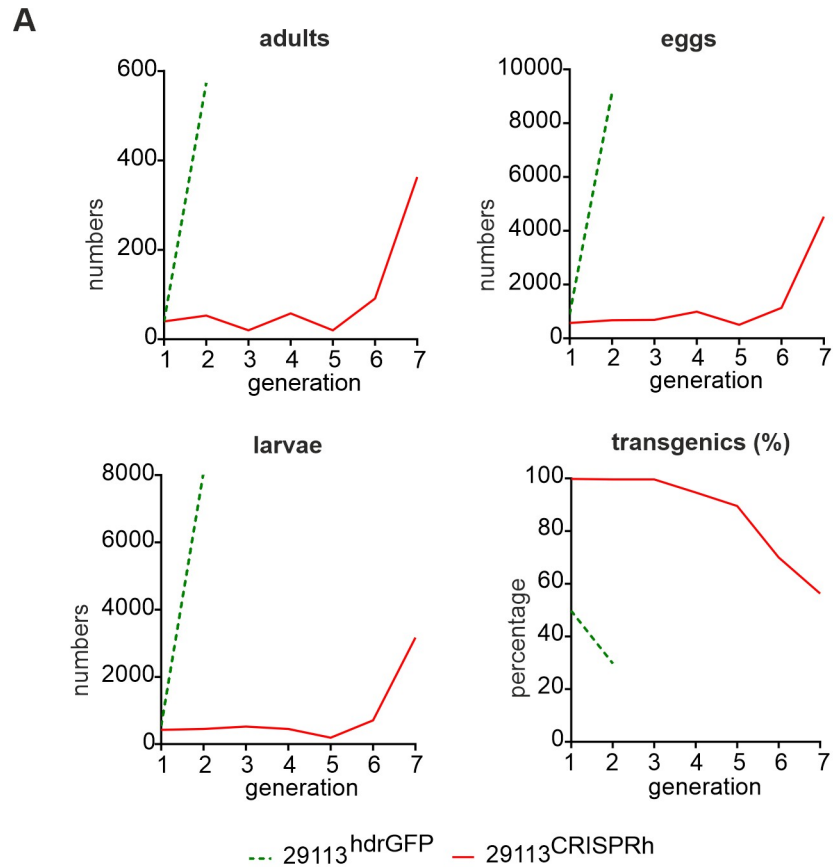 A
adults
numbers
600
400
200
0
1 2 3 4 5 6 7
generation
eggs
numbers
10000
8000
6000
4000
2000
0
1 2 3 4 5 6 7
generation
larvae
numbers
8000
6000
4000
2000
0
1 2 3 4 5 6 7
generation
transgenics (%)
percentage
100
80
60
40
20
0
1 2 3 4 5 6 7
generation
29113hdrGFP 29113CRISPRh